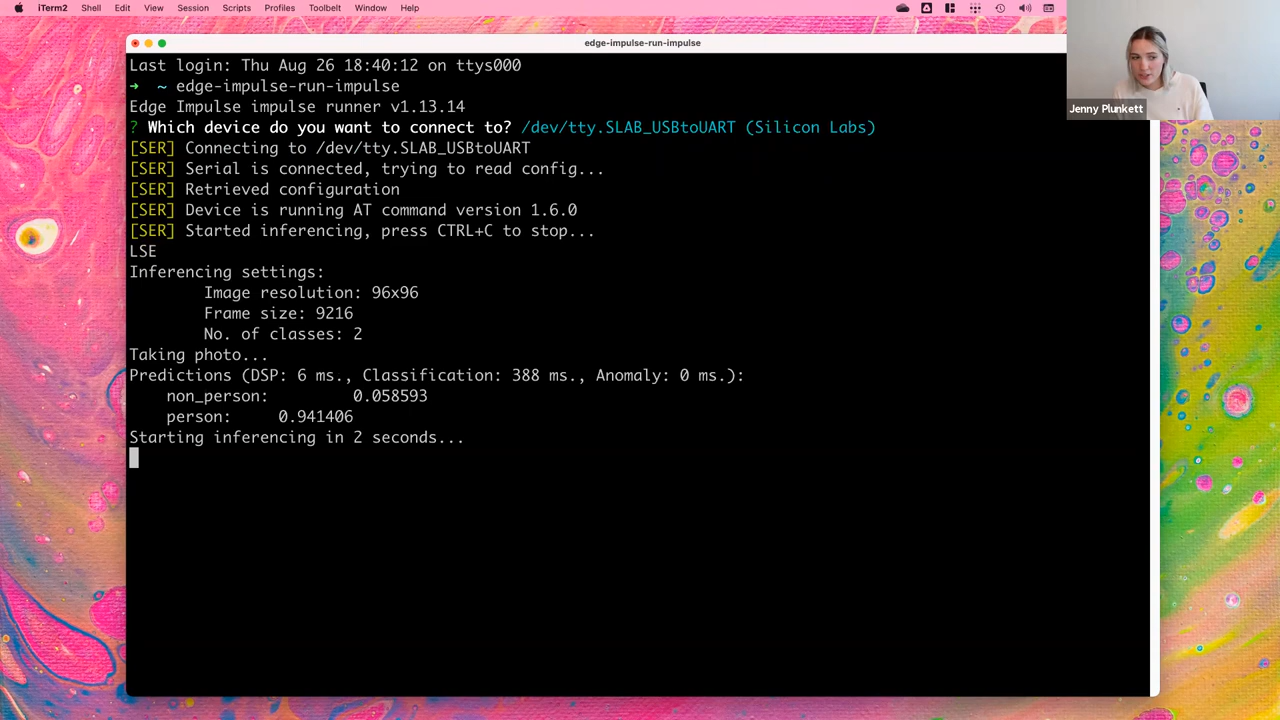 iTerm2 Shell Edit View Session Scripts Profiles Toolbelt Window Help
edge-impulse-run-impulse
Last login: Thu Aug 26 18:40:12 on ttys000
➜ ~ edge-impulse-run-impulse
Edge Impulse impulse runner v1.13.14
? Which device do you want to connect to? /dev/tty.SLAB_USBtoUART (Silicon Labs)
[SER] Connecting to /dev/tty.SLAB_USBtoUART
[SER] Serial is connected, trying to read config...
[SER] Retrieved configuration
[SER] Device is running AT command version 1.6.0
[SER] Started inferencing, press CTRL+C to stop...
LSE
Inferencing settings:
Image resolution: 96x96
Frame size: 9216
No. of classes: 2
Taking photo...
Predictions (DSP: 6 ms., Classification: 388 ms., Anomaly: 0 ms.):
non_person: 0.058593
person: 0.941406
Starting inferencing in 2 seconds...
Jenny Plunkett